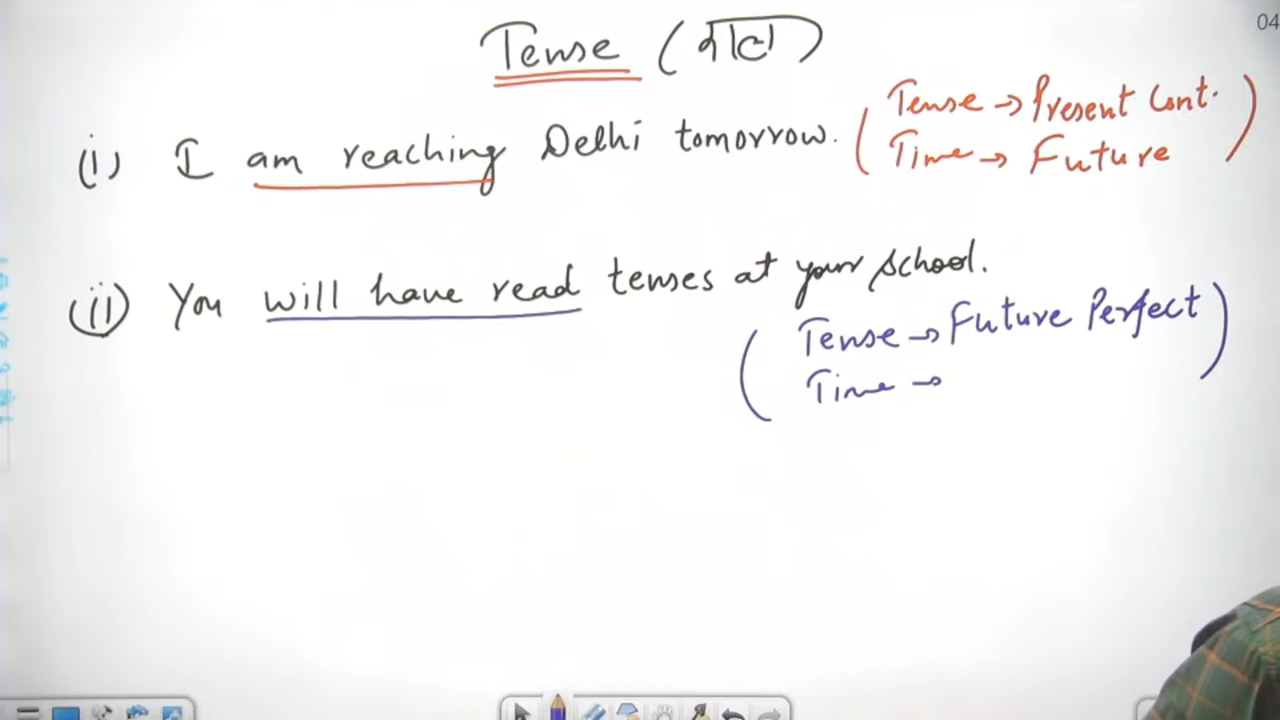 04
Tense
(i) I am reaching Delhi tomorrow. (Tense → Present Cont.
Time → Future)
(ii) You will have read tenses at your school.
(Tense → Future Perfect
Time →)